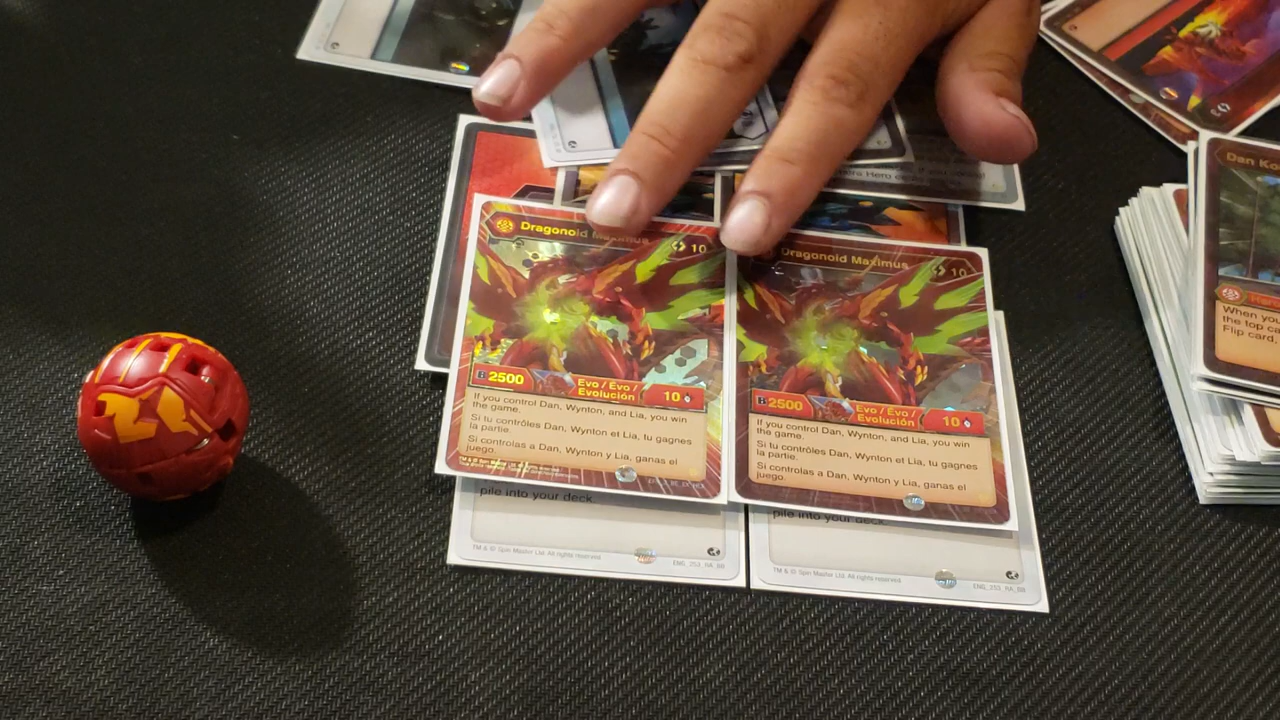 Dragonoid Maximus
10
B 2500
Evo / Évo /
Evolución
10
If you control Dan, Wynton, and Lia, you win
the game.
Si tu contrôles Dan, Wynton et Lia, tu gagnes
la partie.
Si controlas a Dan, Wynton y Lia, ganas el
juego.
pile into your deck.
TM & © Spin Master Ltd. All rights reserved.
ENG_253_RA_BB
Dragonoid Maximus
10
B 2500
Evo / Évo /
Evolución
10
If you control Dan, Wynton, and Lia, you win
the game.
Si tu contrôles Dan, Wynton et Lia, tu gagnes
la partie.
Si controlas a Dan, Wynton y Lia, ganas el
juego.
pile into your deck.
TM & © Spin Master Ltd. All rights reserved.
ENG_253_RA_BB
Dan Ko
When you
the top ca
Flip card,